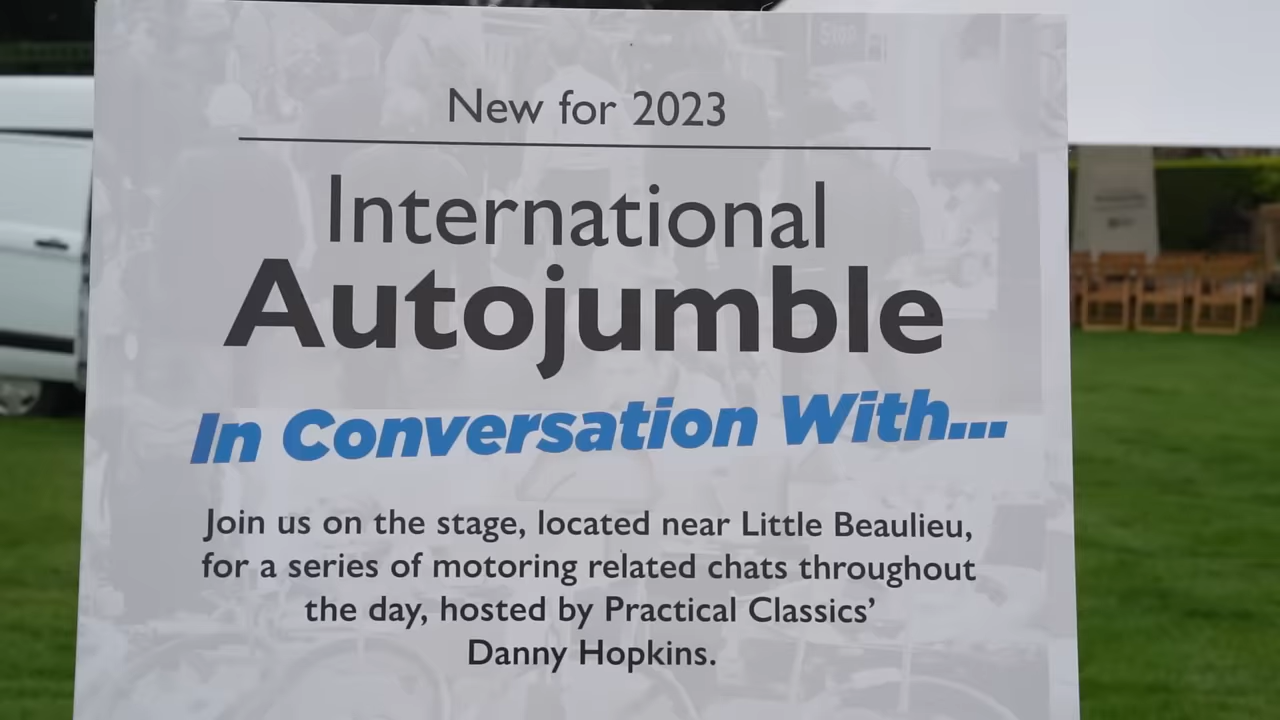 New for 2023
International
Autojumble
In Conversation With...
Join us on the stage, located near Little Beaulieu,
for a series of motoring related chats throughout
the day, hosted by Practical Classics’
Danny Hopkins.